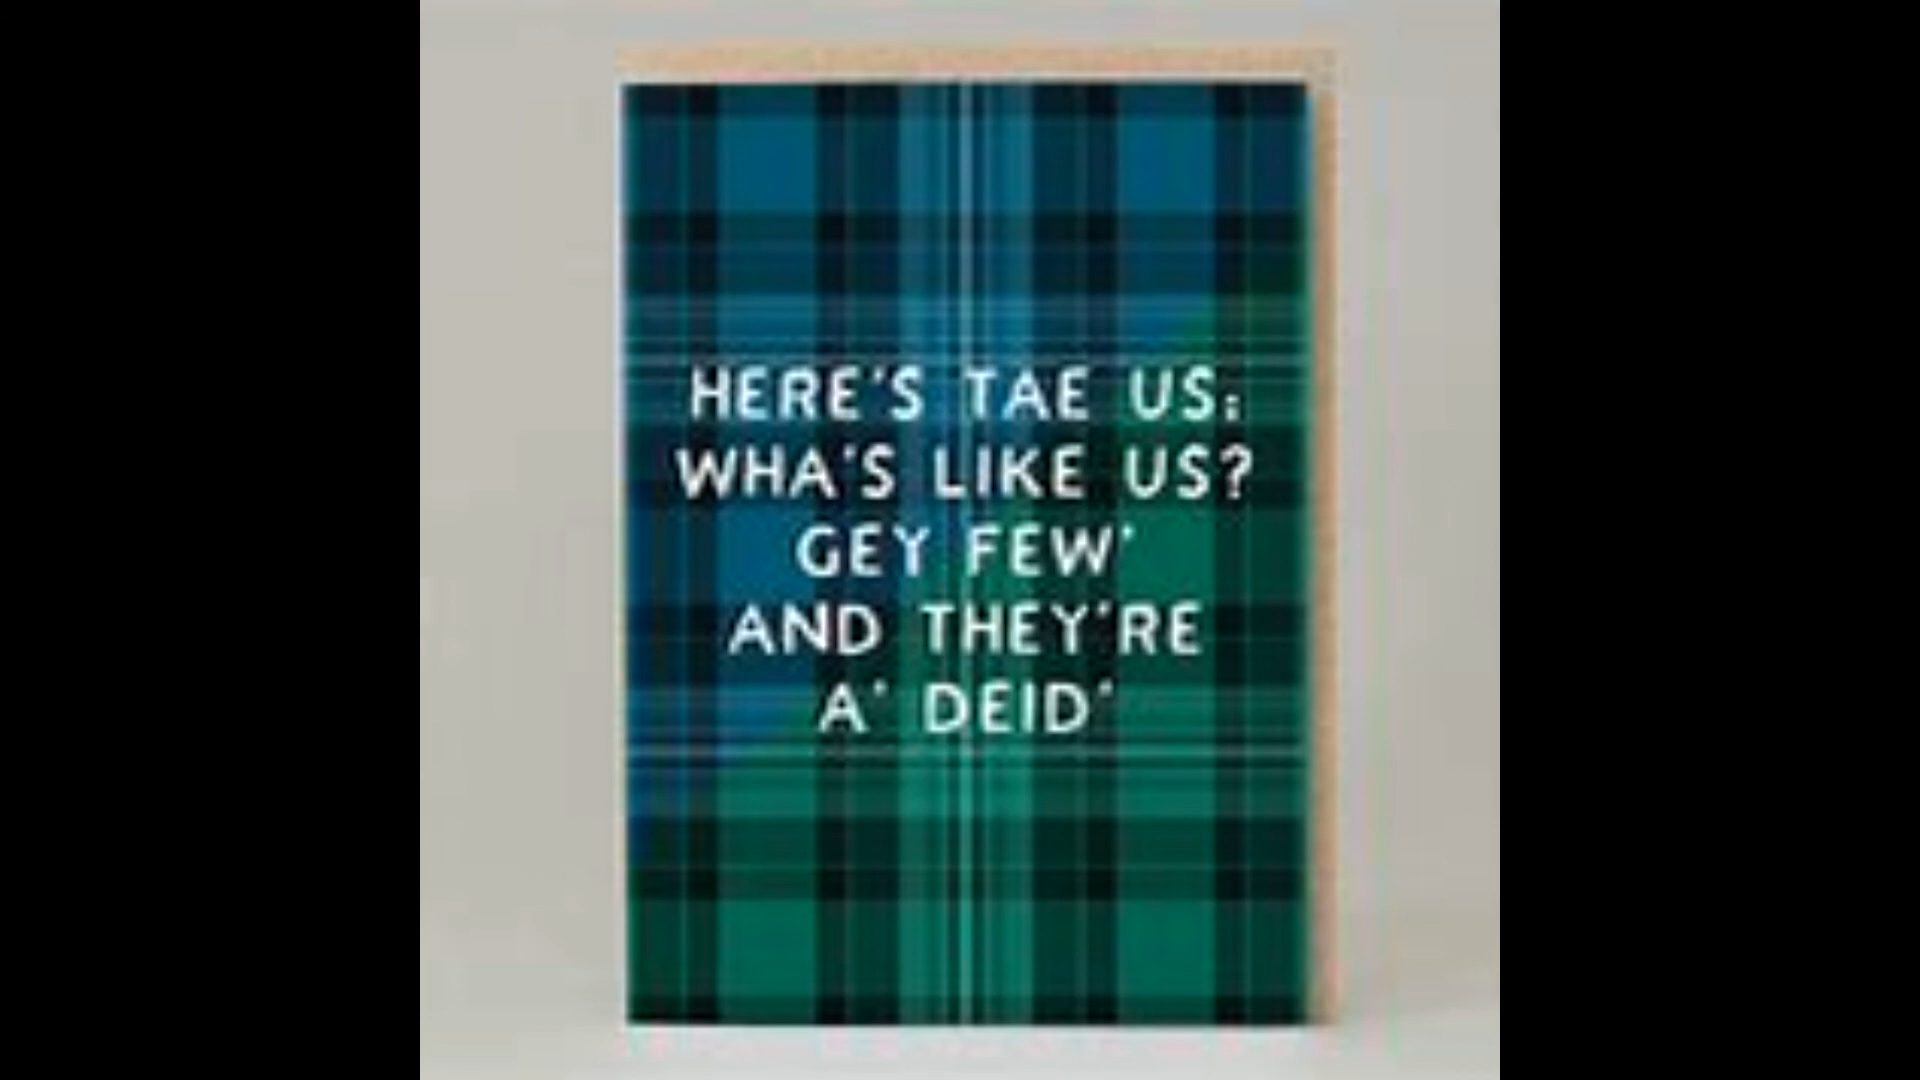 HERE'S TAE US:
WHA'S LIKE US?
GEY FEW'
AND THEY'RE
A' DEID'